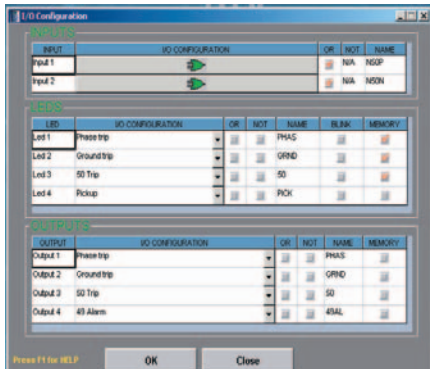 I/O Configuration
INPUTS
INPUT I/O CONFIGURATION OR NOT NAME
Input 1 N/A NS0P
Input 2 N/A NS0N
LEDS
LED I/O CONFIGURATION OR NOT NAME BLINK MEMORY
Led 1 Phase trip PHAS
Led 2 Ground trip GRND
Led 3 50 Trip 50
Led 4 Pickup PICK
OUTPUTS
OUTPUT I/O CONFIGURATION OR NOT NAME MEMORY
Output 1 Phase trip PHAS
Output 2 Ground trip GRND
Output 3 50 Trip 50
Output 4 49 Alarm 49AL
Press F1 for HELP OK Close